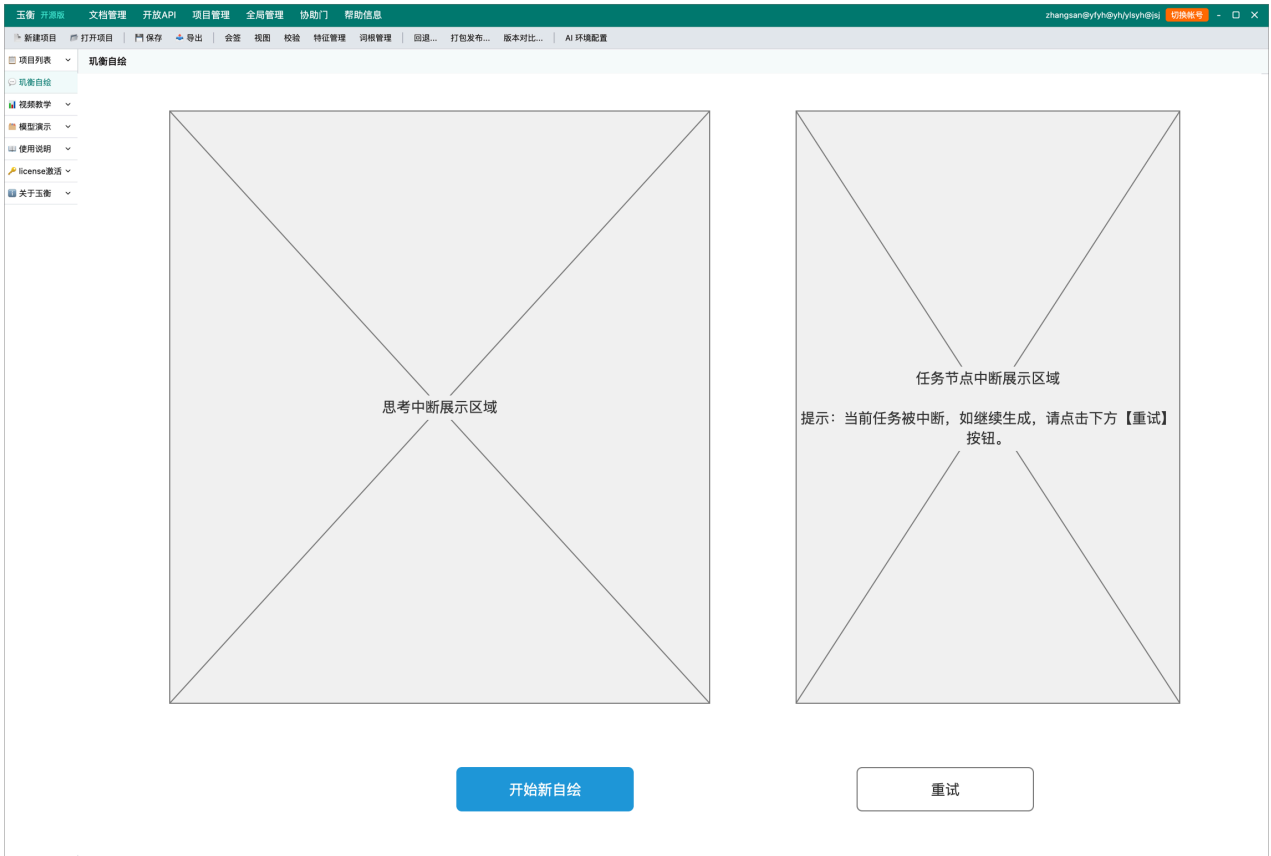 玉衡 开源版 文档管理 开放API 项目管理 全局管理 协助门 帮助信息 zhangsan@yfyh@yh/ylsyh@jsj 切换帐号
新建项目 打开项目 保存 导出 会签 视图 校验 特征管理 词根管理 回退... 打包发布... 版本对比... AI 环境配置
项目列表
玑衡自绘
玑衡自绘
视频教学
模型演示
使用说明
license激活
关于玉衡
思考中断展示区域
任务节点中断展示区域
提示：当前任务被中断，如继续生成，请点击下方【重试】
按钮。
开始新自绘
重试